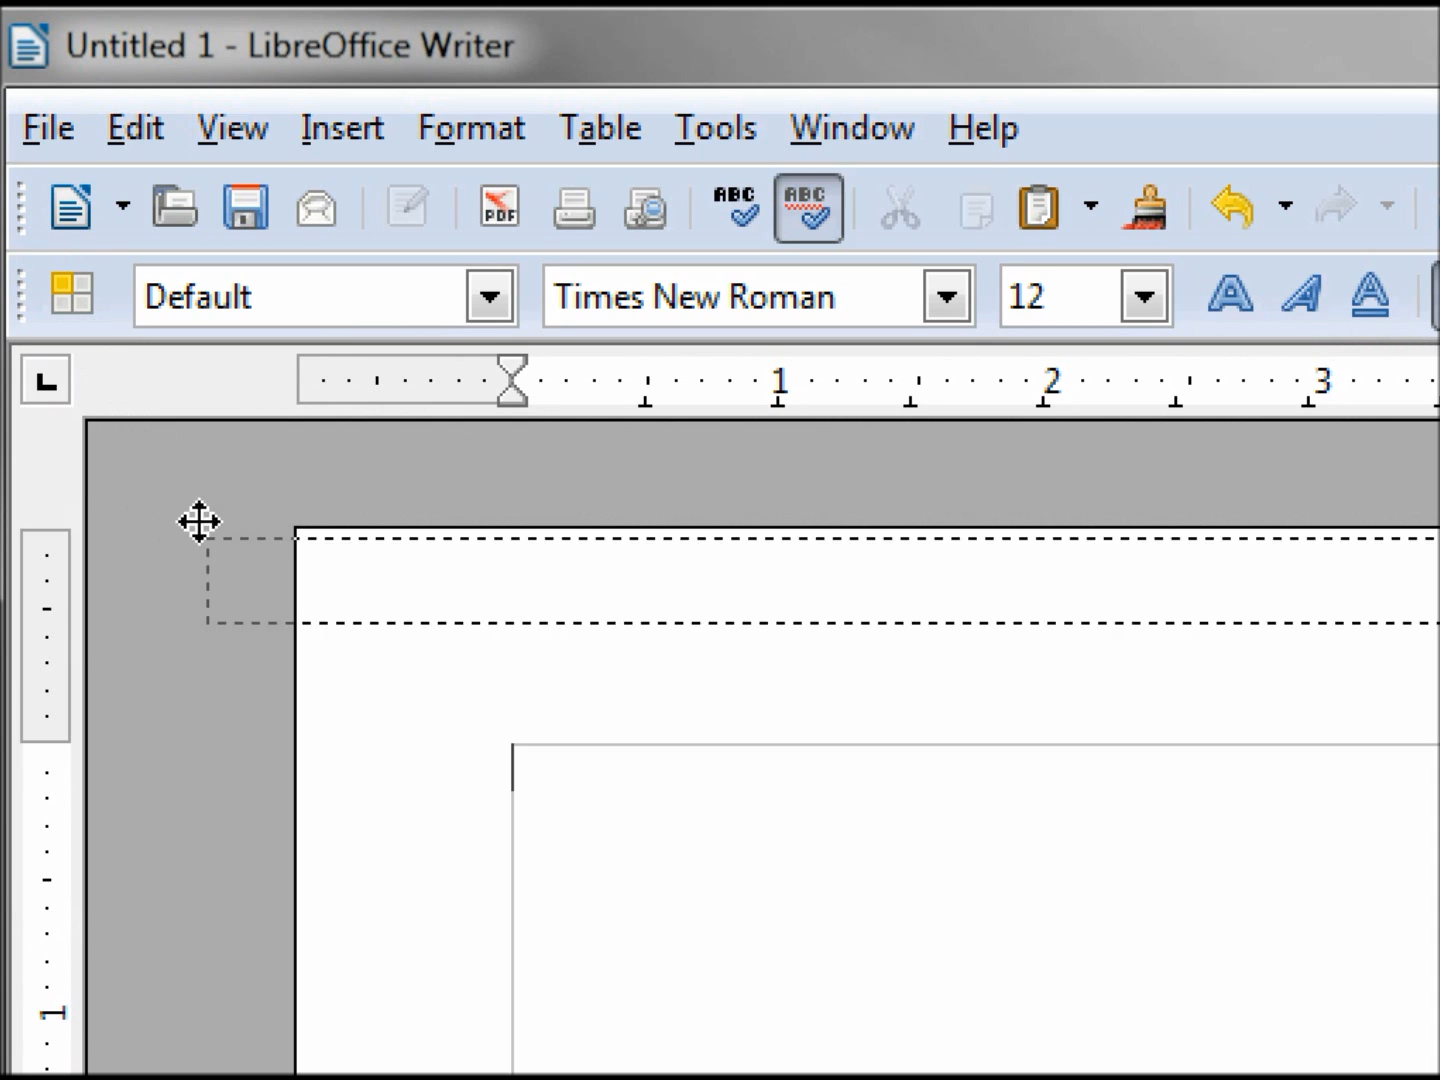 Untitled 1 - LibreOffice Writer
File Edit View Insert Format Table Tools Window Help
PDF ABC ABC
Default Times New Roman 12 A A A
1 2 3
1